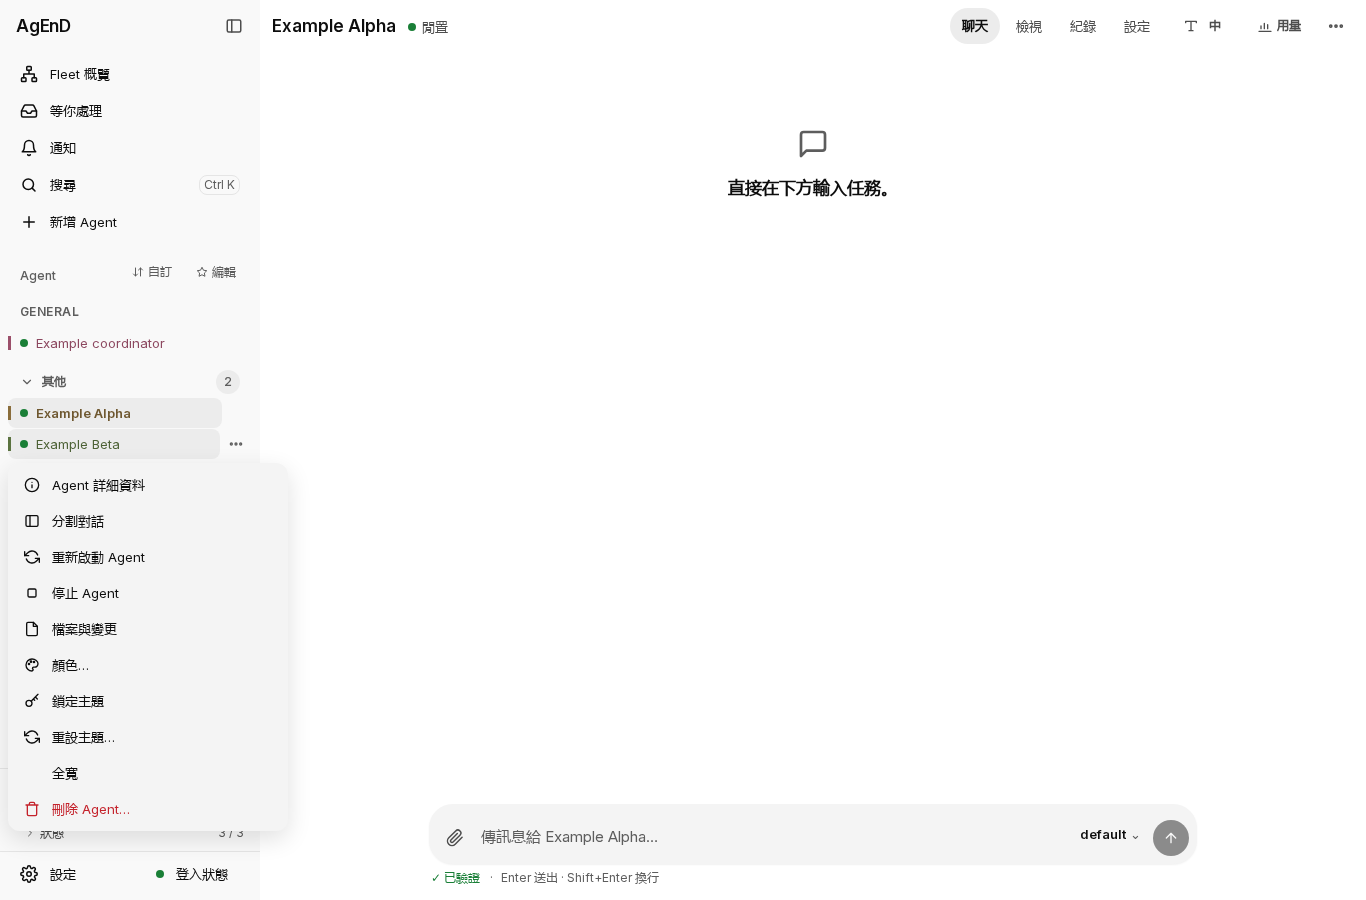 AgEnD
Fleet 概覽
等你處理
通知
搜尋 Ctrl K
新增 Agent
Agent 自訂 編輯
GENERAL
Example coordinator
其他 2
Example Alpha
Example Beta
Agent 詳細資料
分割對話
重新啟動 Agent
停止 Agent
檔案與變更
顏色…
鎖定主題
重設主題…
全寬
刪除 Agent…
狀態 3 / 3
設定 登入狀態
Example Alpha 閒置
聊天 檢視 紀錄 設定 中 用量
直接在下方輸入任務。
傳訊息給 Example Alpha… default
✓ 已驗證 · Enter 送出 · Shift+Enter 換行